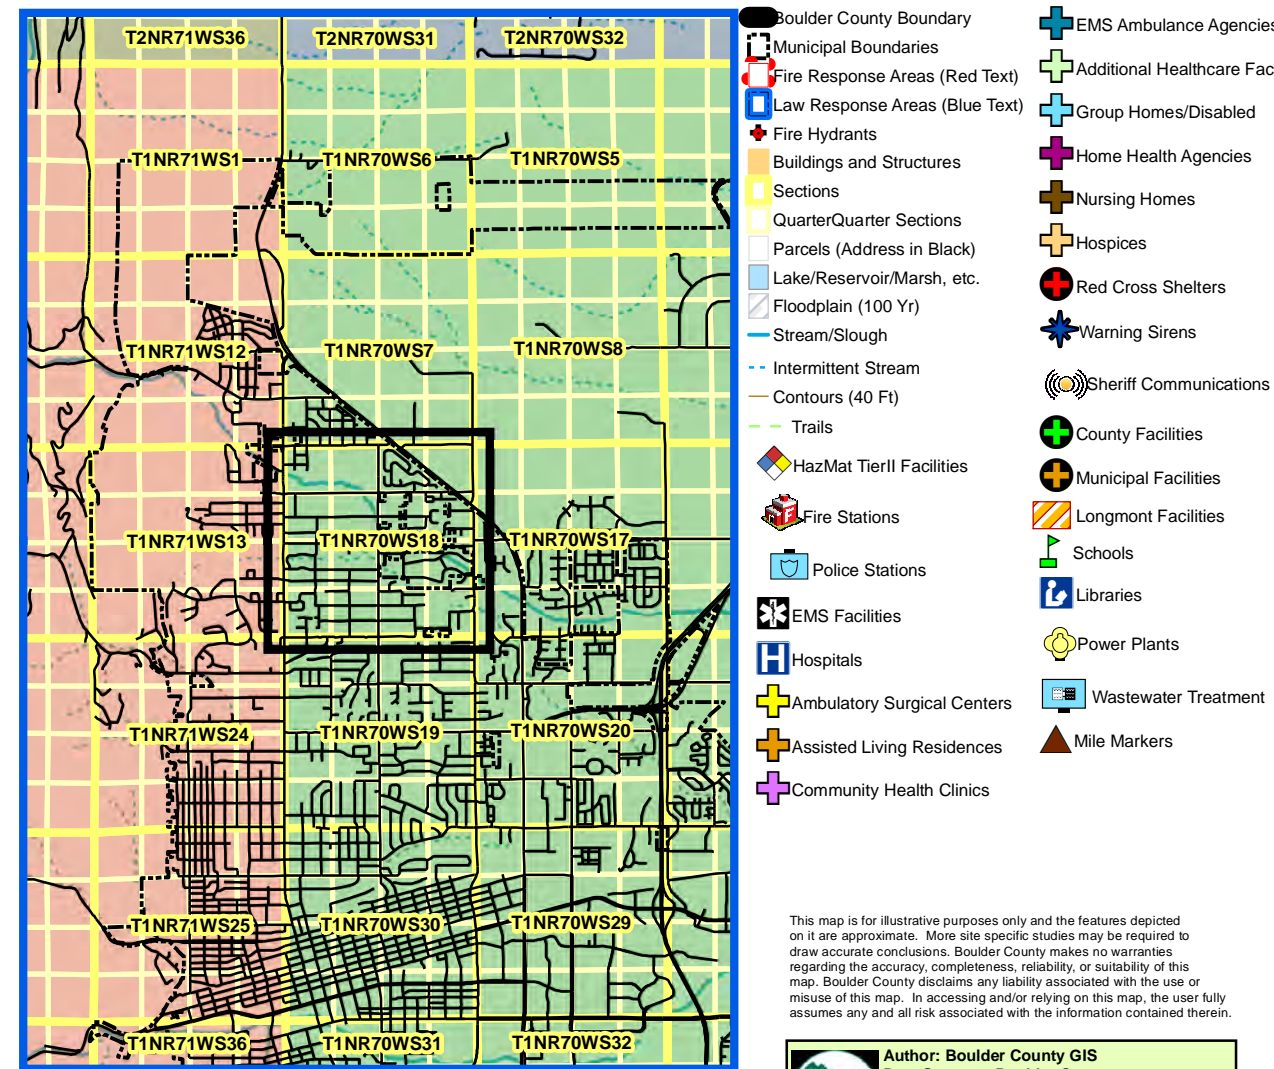 T2NR71WS36
T2NR70WS31
T2NR70WS32
T1NR71WS1
T1NR70WS6
T1NR70WS5
T1NR71WS12
T1NR70WS7
T1NR70WS8
T1NR71WS13
T1NR70WS18
T1NR70WS17
T1NR71WS24
T1NR70WS19
T1NR70WS20
T1NR71WS25
T1NR70WS30
T1NR70WS29
T1NR71WS36
T1NR70WS31
T1NR70WS32
Boulder County Boundary
Municipal Boundaries
Fire Response Areas (Red Text)
Law Response Areas (Blue Text)
Fire Hydrants
Buildings and Structures
Sections
QuarterQuarter Sections
Parcels (Address in Black)
Lake/Reservoir/Marsh, etc.
Floodplain (100 Yr)
Stream/Slough
Intermittent Stream
Contours (40 Ft)
Trails
HazMat TierII Facilities
Fire Stations
Police Stations
EMS Facilities
H Hospitals
Ambulatory Surgical Centers
Assisted Living Residences
Community Health Clinics
EMS Ambulance Agencies
Additional Healthcare Fac
Group Homes/Disabled
Home Health Agencies
Nursing Homes
Hospices
Red Cross Shelters
Warning Sirens
Sheriff Communications
County Facilities
Municipal Facilities
Longmont Facilities
Schools
Libraries
Power Plants
Wastewater Treatment
Mile Markers
This map is for illustrative purposes only and the features depicted
on it are approximate. More site specific studies may be required to
draw accurate conclusions. Boulder County makes no warranties
regarding the accuracy, completeness, reliability, or suitability of this
map. Boulder County disclaims any liability associated with the use or
misuse of this map. In accessing and/or relying on this map, the user fully
assumes any and all risk associated with the information contained therein.
Author: Boulder County GIS